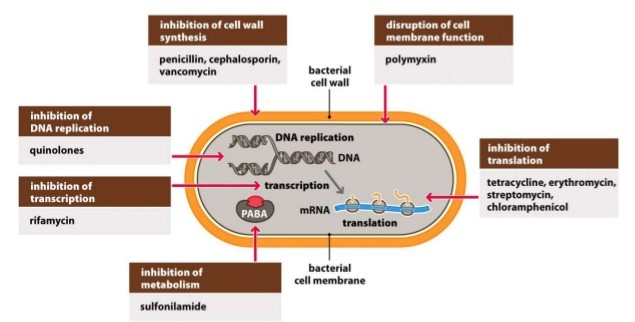 inhibition of cell wall
synthesis
penicillin, cephalosporin,
vancomycin
disruption of cell
membrane function
polymyxin
bacterial
cell wall
inhibition of
DNA replication
quinolones
DNA replication
DNA
inhibition of
translation
tetracycline, erythromycin,
streptomycin,
chloramphenicol
inhibition of
transcription
rifamycin
transcription
PABA
mRNA
translation
inhibition of
metabolism
sulfonilamide
bacterial
cell membrane